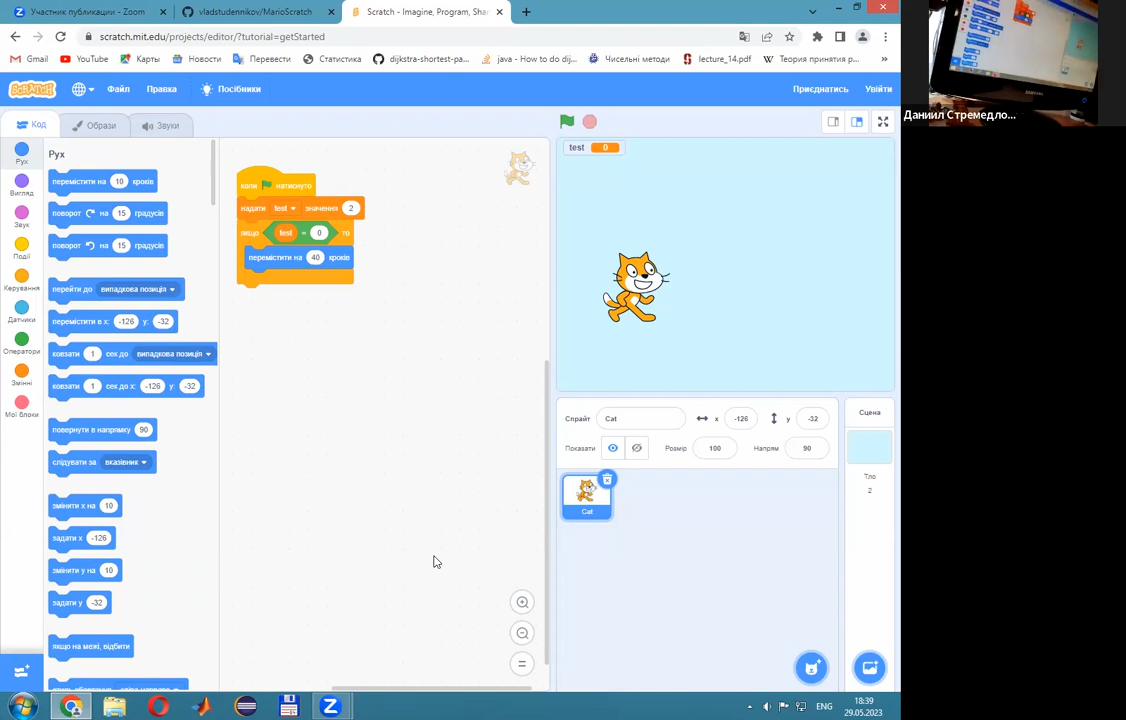 Участник публикации - Zoom
vladstudennikov/MarioScratch
Scratch - Imagine, Program, Sha
scratch.mit.edu/projects/editor/?tutorial=getStarted
Gmail
YouTube
Карты
Новости
Перевести
Статистика
dijkstra-shortest-pa...
java - How to do dij...
Чисельні методи
lecture_14.pdf
Теория принятия р...
»
SCRATCH
Файл
Правка
Посібники
Приєднатись
Увійти
Код
Образи
Звуки
Рух
Вигляд
Звук
Події
Керування
Датчики
Оператори
Змінні
Мої блоки
Рух
перемістити на 10 кроків
поворот на 15 градусів
поворот на 15 градусів
перейти до випадкова позиція
перемістити в x: -126 y: -32
ковзати 1 сек до випадкова позиція
ковзати 1 сек до x: -126 y: -32
повернути в напрямку 90
слідувати за вказівник
змінити x на 10
задати x -126
змінити y на 10
задати y -32
якщо на межі, відбити
коли натиснуто
надати test значення 2
якщо test = 0 то
перемістити на 40 кроків
test 0
Спрайт Cat x -126 y -32
Показати Розмір 100 Напрям 90
Cat
Сцена
Тло
2
SAMSUNG
Даниил Стремедло...
ENG
18:39
29.05.2023